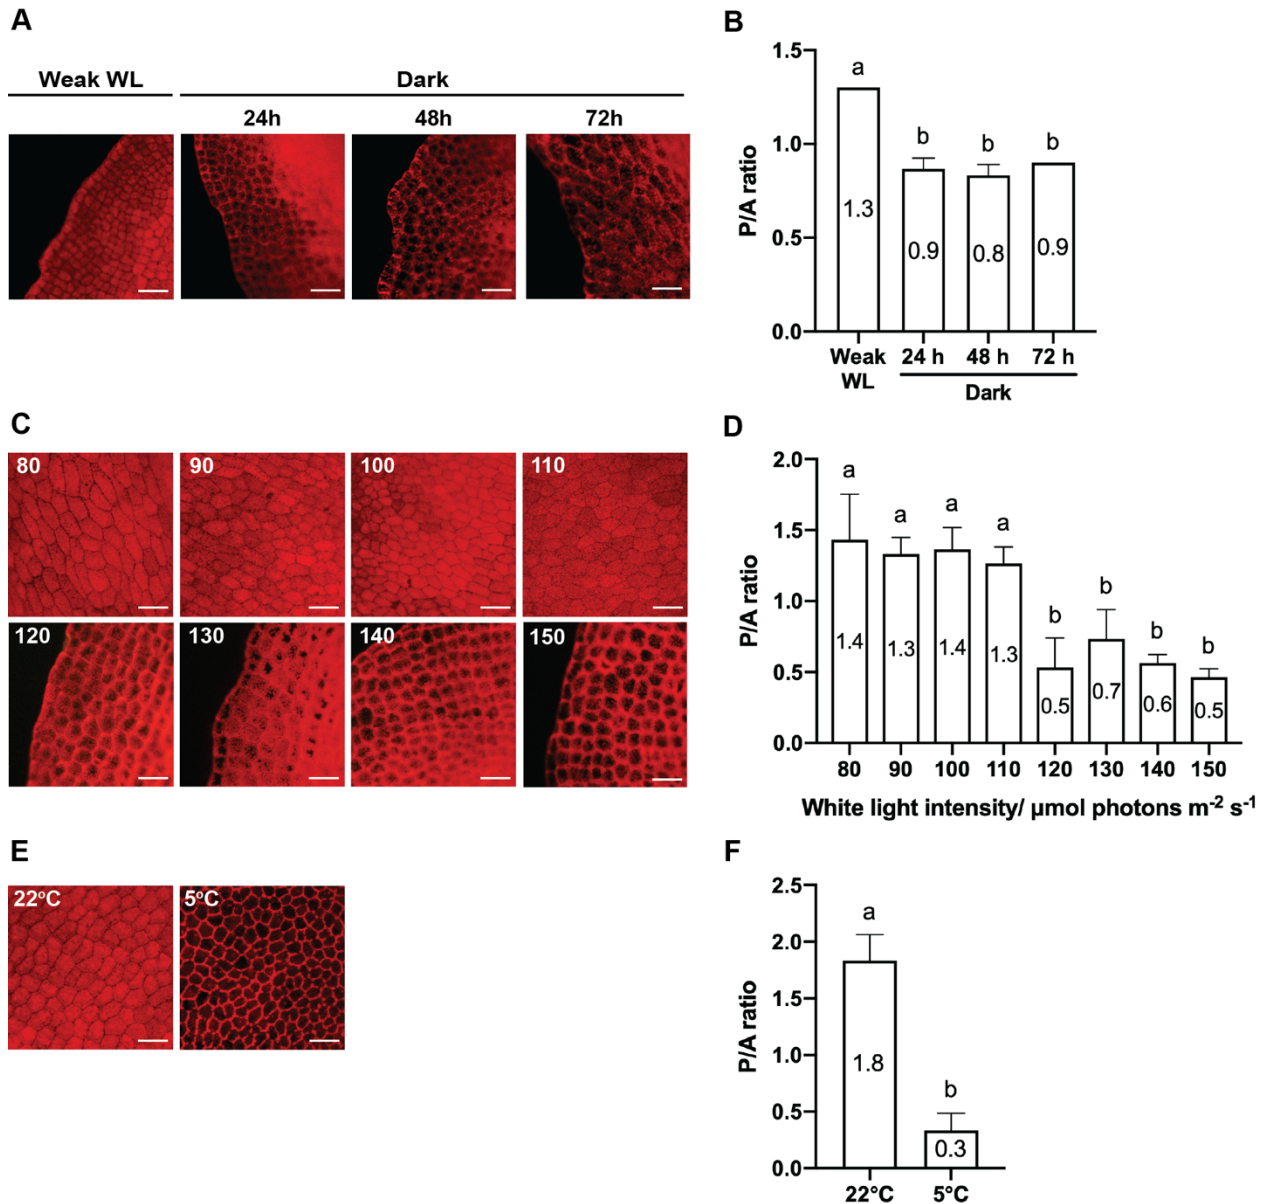 A
Weak WL Dark
24h 48h 72h
B
1.5
1.0
0.5
0.0
P/A ratio
a b b b
1.3 0.9 0.8 0.9
Weak WL 24 h 48 h 72 h
Dark
C
80 90 100 110
120 130 140 150
D
2.0
1.5
1.0
0.5
0.0
P/A ratio
a a a a b b b b
1.4 1.3 1.4 1.3 0.5 0.7 0.6 0.5
80 90 100 110 120 130 140 150
White light intensity/ μmol photons m⁻² s⁻¹
E
22°C 5°C
F
2.5
2.0
1.5
1.0
0.5
0.0
P/A ratio
a b
1.8 0.3
22°C 5°C